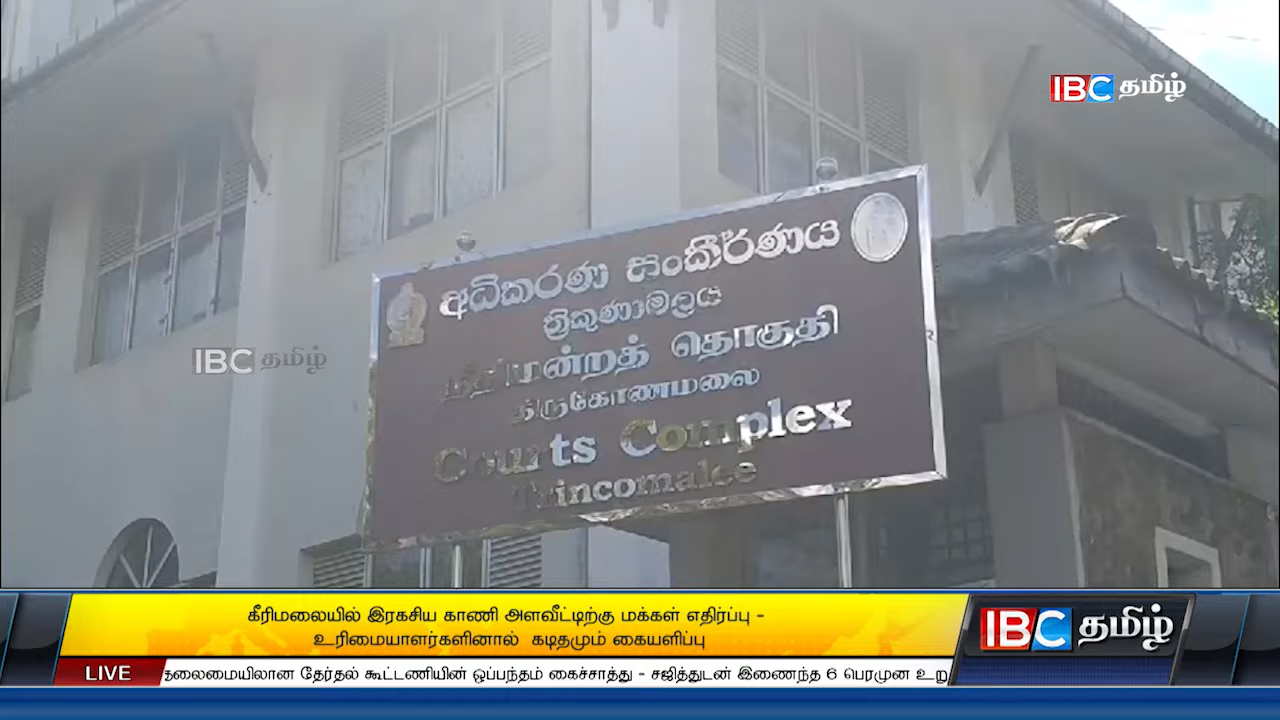 IBC தமிழ்
අධිකරණ සංකීර්ණය
ත්‍රිකුණාමලය
நீதிமன்றத் தொகுதி
திருகோணமலை
Courts Complex
Trincomalee
IBC தமிழ்
கீரிமலையில் இரகசிய காணி அளவீட்டிற்கு மக்கள் எதிர்ப்பு -
உரிமையாளர்களினால் கடிதமும் கையளிப்பு
IBC தமிழ்
LIVE
தலைமையிலான தேர்தல் கூட்டணியின் ஒப்பந்தம் கைச்சாத்து - சஜித்துடன் இணைந்த 6 பெரமுன உறு